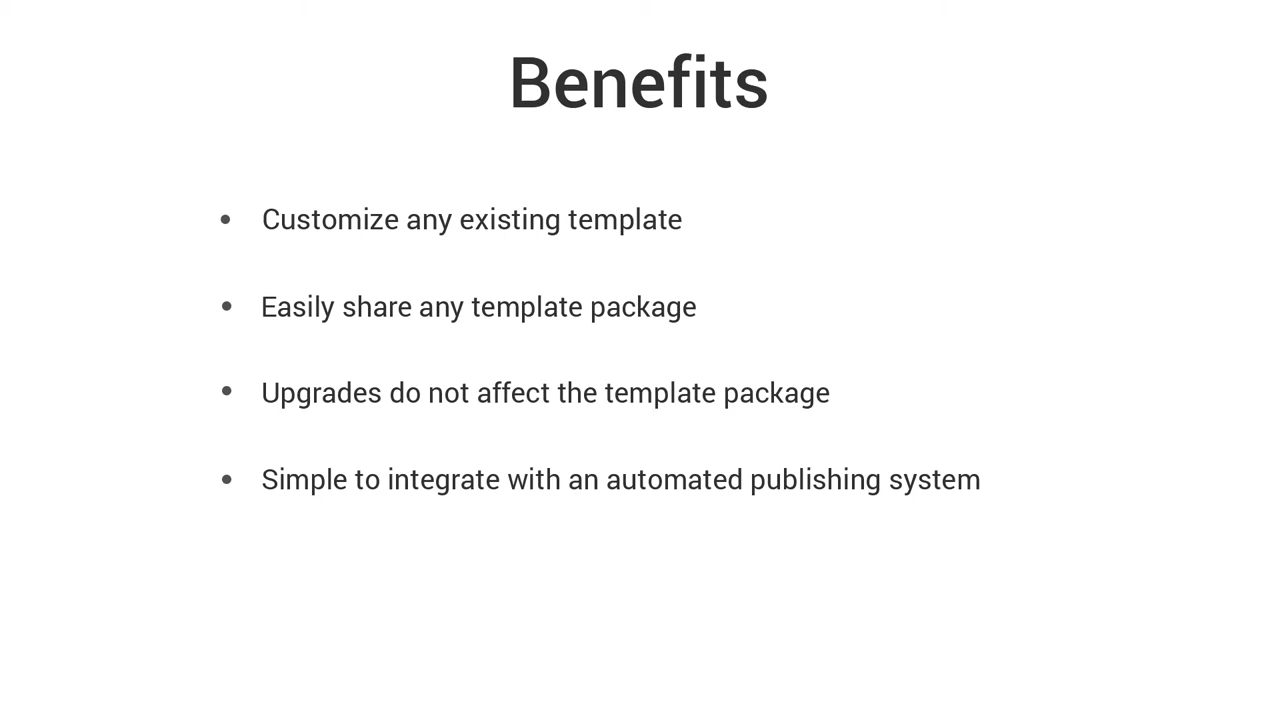 Benefits
• Customize any existing template
• Easily share any template package
• Upgrades do not affect the template package
• Simple to integrate with an automated publishing system